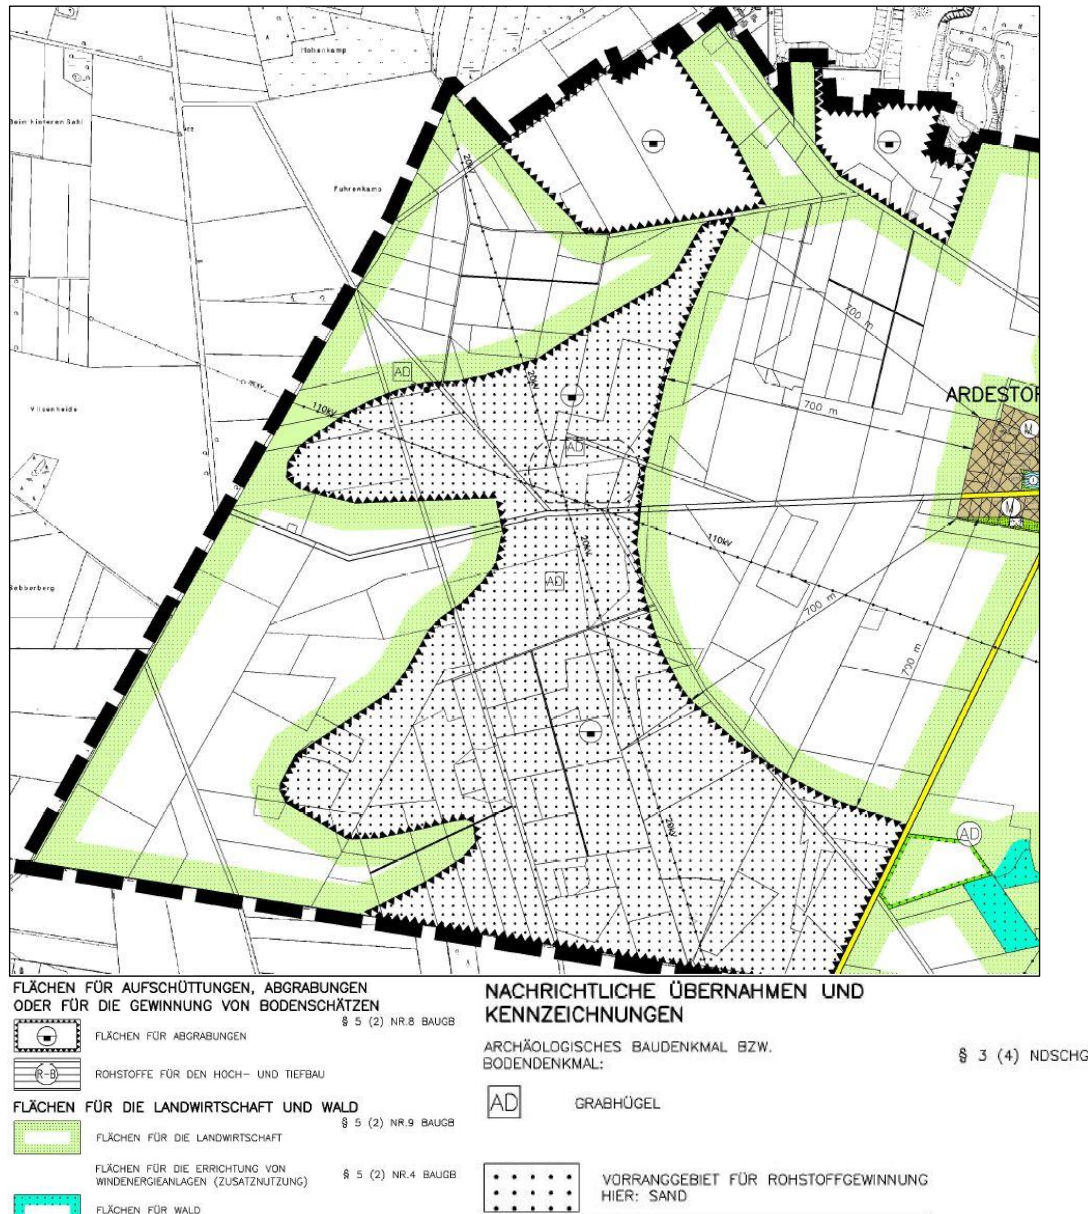 Hohenkamp
Beim hinteren Sahl
Fuhrenkamp
20kV
700 m
AD
20kV
ARDESTOR
110kV
700 m
M
Vilsenheide
AD
M
110kV
20kV
AD
700 m
700 m
20kV
AD
FLÄCHEN FÜR AUFSCHÜTTUNGEN, ABGRABUNGEN
ODER FÜR DIE GEWINNUNG VON BODENSCHÄTZEN
§ 5 (2) NR.8 BAUGB
FLÄCHEN FÜR ABGRABUNGEN
R-B
ROHSTOFFE FÜR DEN HOCH- UND TIEFBAU
FLÄCHEN FÜR DIE LANDWIRTSCHAFT UND WALD
§ 5 (2) NR.9 BAUGB
FLÄCHEN FÜR DIE LANDWIRTSCHAFT
FLÄCHEN FÜR DIE ERRICHTUNG VON
WINDENERGIEANLAGEN (ZUSATZNUTZUNG)
§ 5 (2) NR.4 BAUGB
FLÄCHEN FÜR WALD
NACHRICHTLICHE ÜBERNAHMEN UND
KENNZEICHNUNGEN
ARCHÄOLOGISCHES BAUDENKMAL BZW.
BODENDENKMAL:
§ 3 (4) NDSCHG
AD
GRABHÜGEL
VORRANGGEBIET FÜR ROHSTOFFGEWINNUNG
HIER: SAND